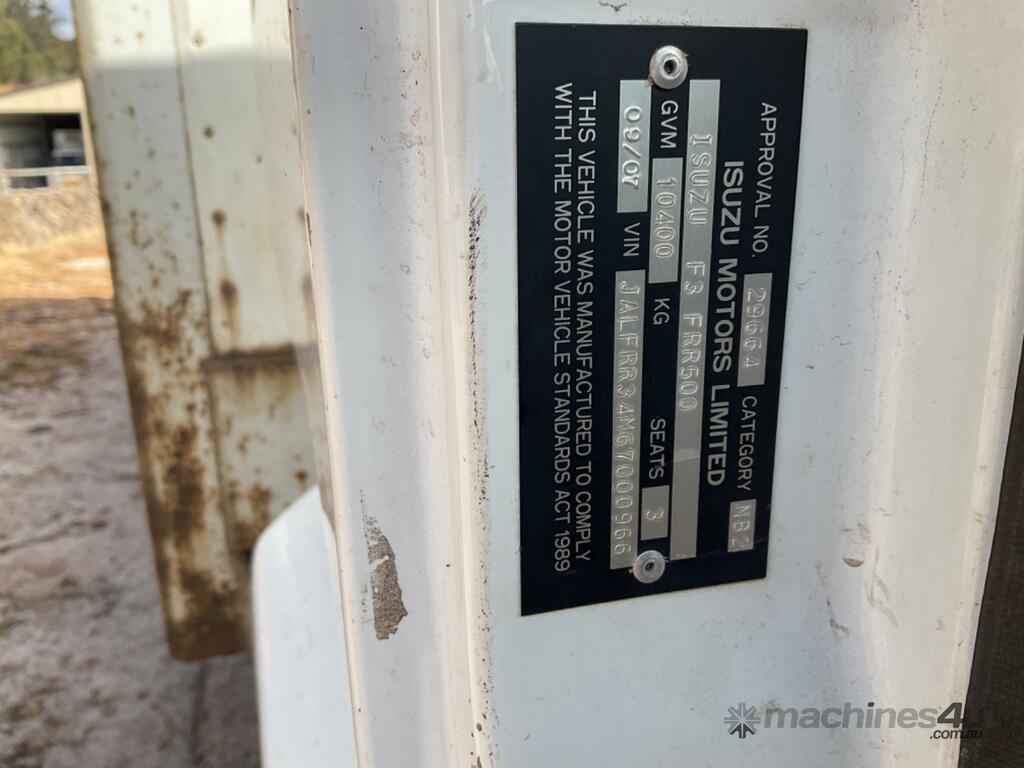 APPROVAL NO. 29664 CATEGORY NB2
ISUZU MOTORS LIMITED
ISUZU F3 FRR500
GVM 10400 KG SEATS 3
09/07 VIN JALFRR34M67000966
THIS VEHICLE WAS MANUFACTURED TO COMPLY
WITH THE MOTOR VEHICLE STANDARDS ACT 1989
machines4u
.com.au